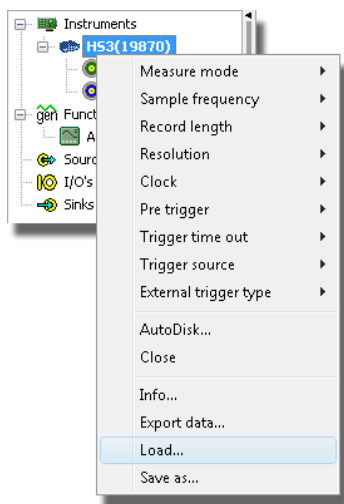 Instruments
HS3(19870)
Measure mode
Sample frequency
gen Funct
Record length
A
Resolution
Sourc
Clock
I/O's
Pre trigger
Sinks
Trigger time out
Trigger source
External trigger type
AutoDisk...
Close
Info...
Export data...
Load...
Save as...